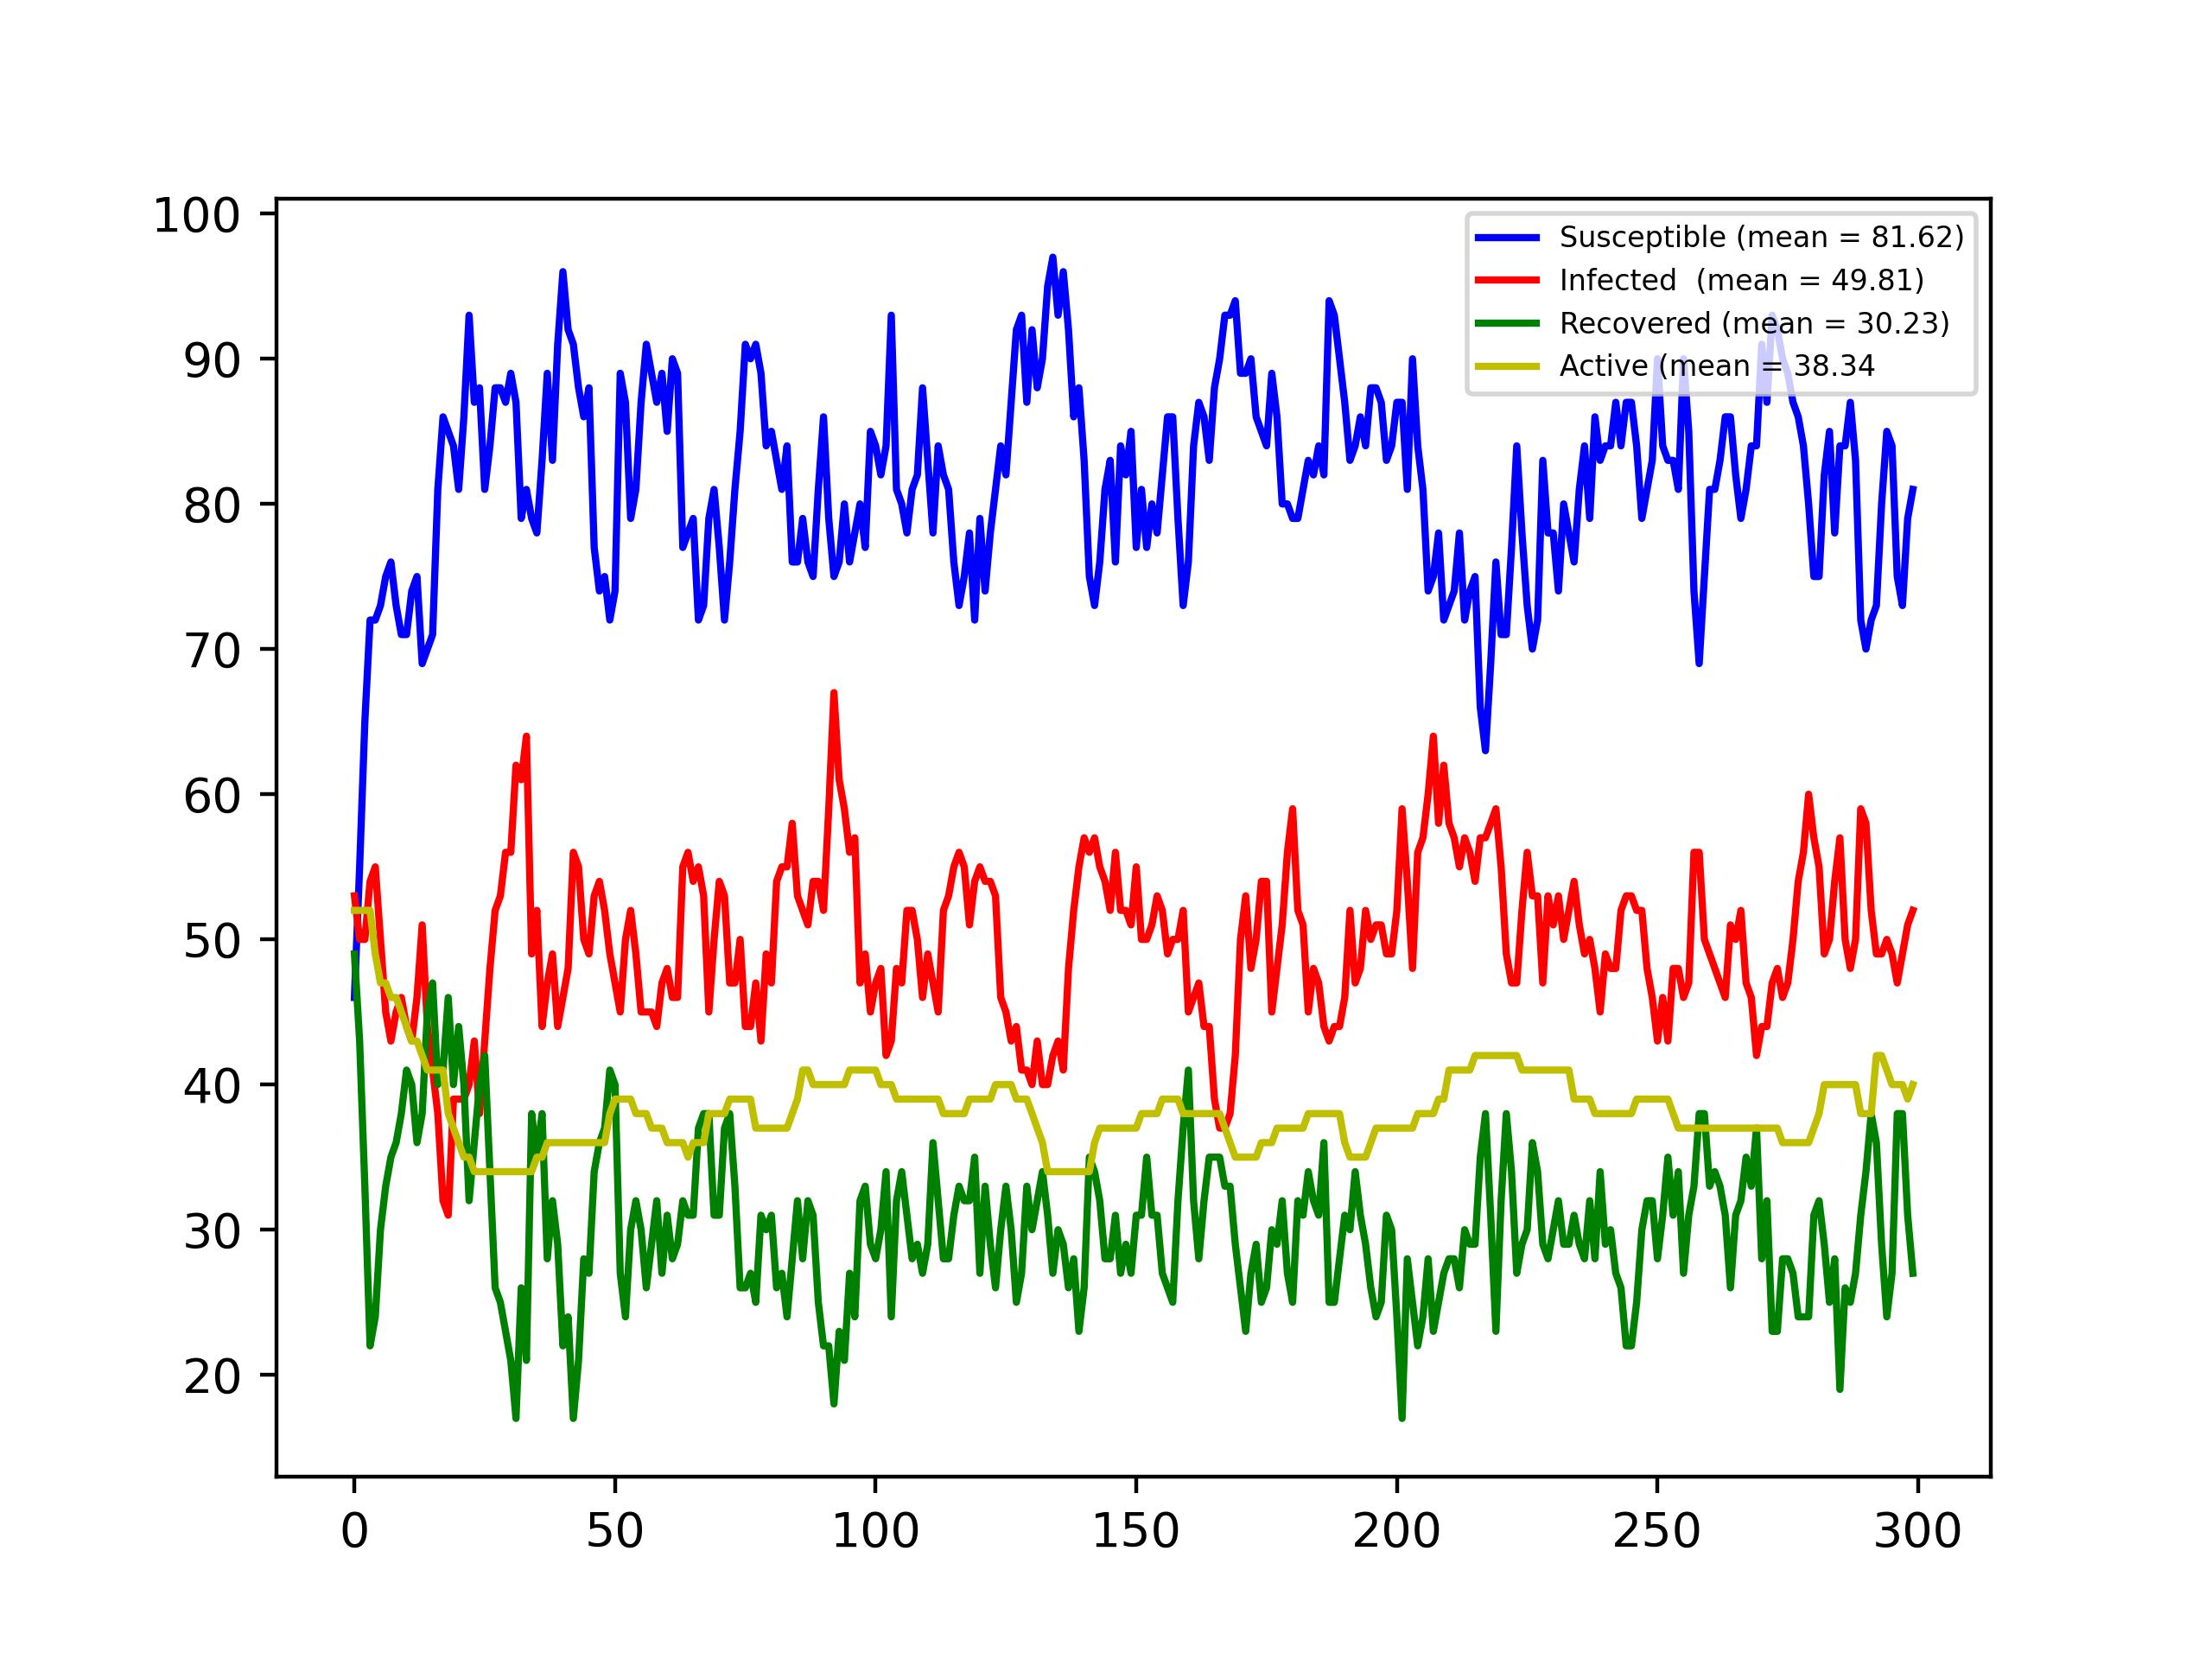 100
90
80
70
60
50
40
30
20
0 50 100 150 200 250 300
Susceptible (mean = 81.62)
Infected  (mean = 49.81)
Recovered (mean = 30.23)
Active (mean = 38.34